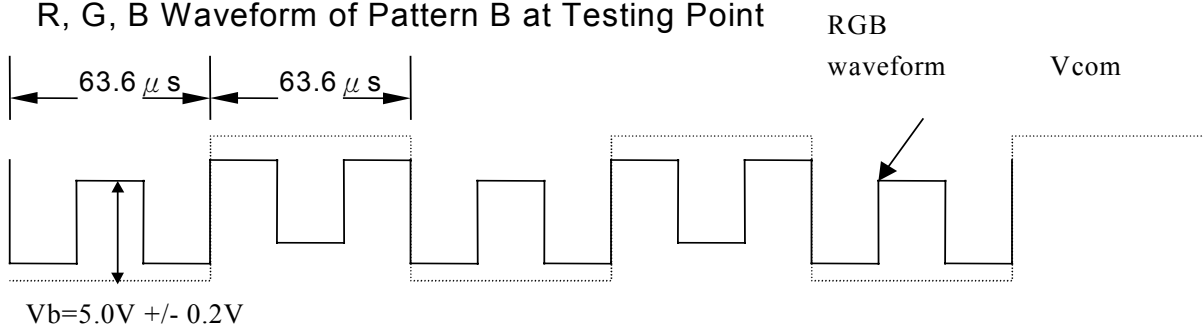 R, G, B Waveform of Pattern B at Testing Point
RGB
waveform
Vcom
63.6 μ s
63.6 μ s
Vb=5.0V +/- 0.2V